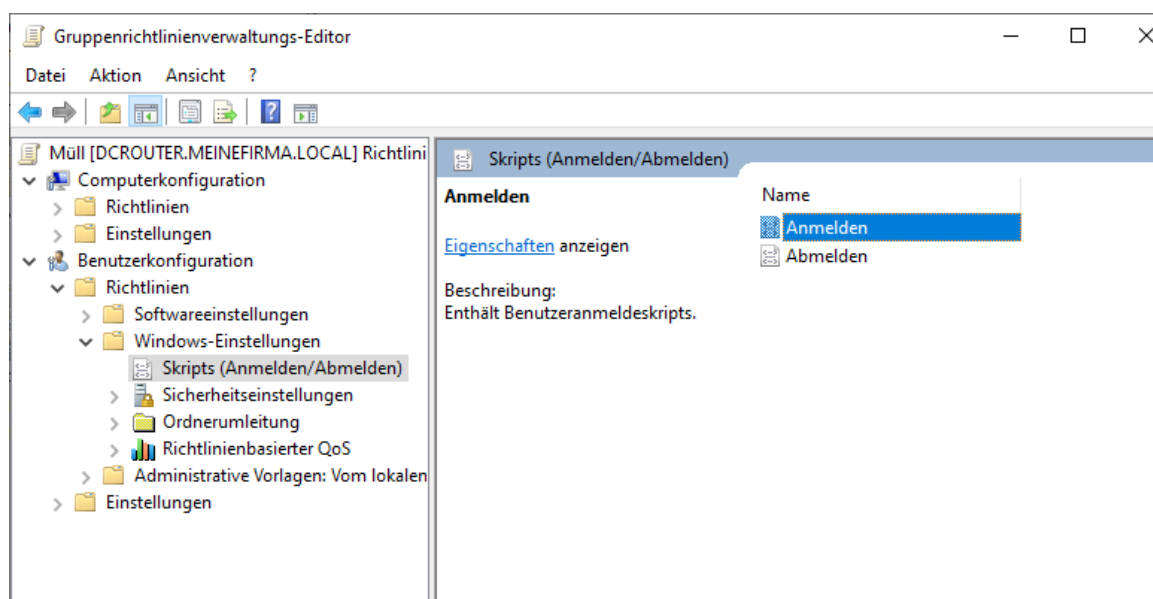 Gruppenrichtlinienverwaltungs-Editor
Datei Aktion Ansicht ?
Müll [DCROUTER.MEINEFIRMA.LOCAL] Richtlini
Computerkonfiguration
Richtlinien
Einstellungen
Benutzerkonfiguration
Richtlinien
Softwareeinstellungen
Windows-Einstellungen
Skripts (Anmelden/Abmelden)
Sicherheitseinstellungen
Ordnerumleitung
Richtlinienbasierter QoS
Administrative Vorlagen: Vom lokalen
Einstellungen
Skripts (Anmelden/Abmelden)
Anmelden
Eigenschaften anzeigen
Beschreibung:
Enthält Benutzeranmeldeskripts.
Name
Anmelden
Abmelden